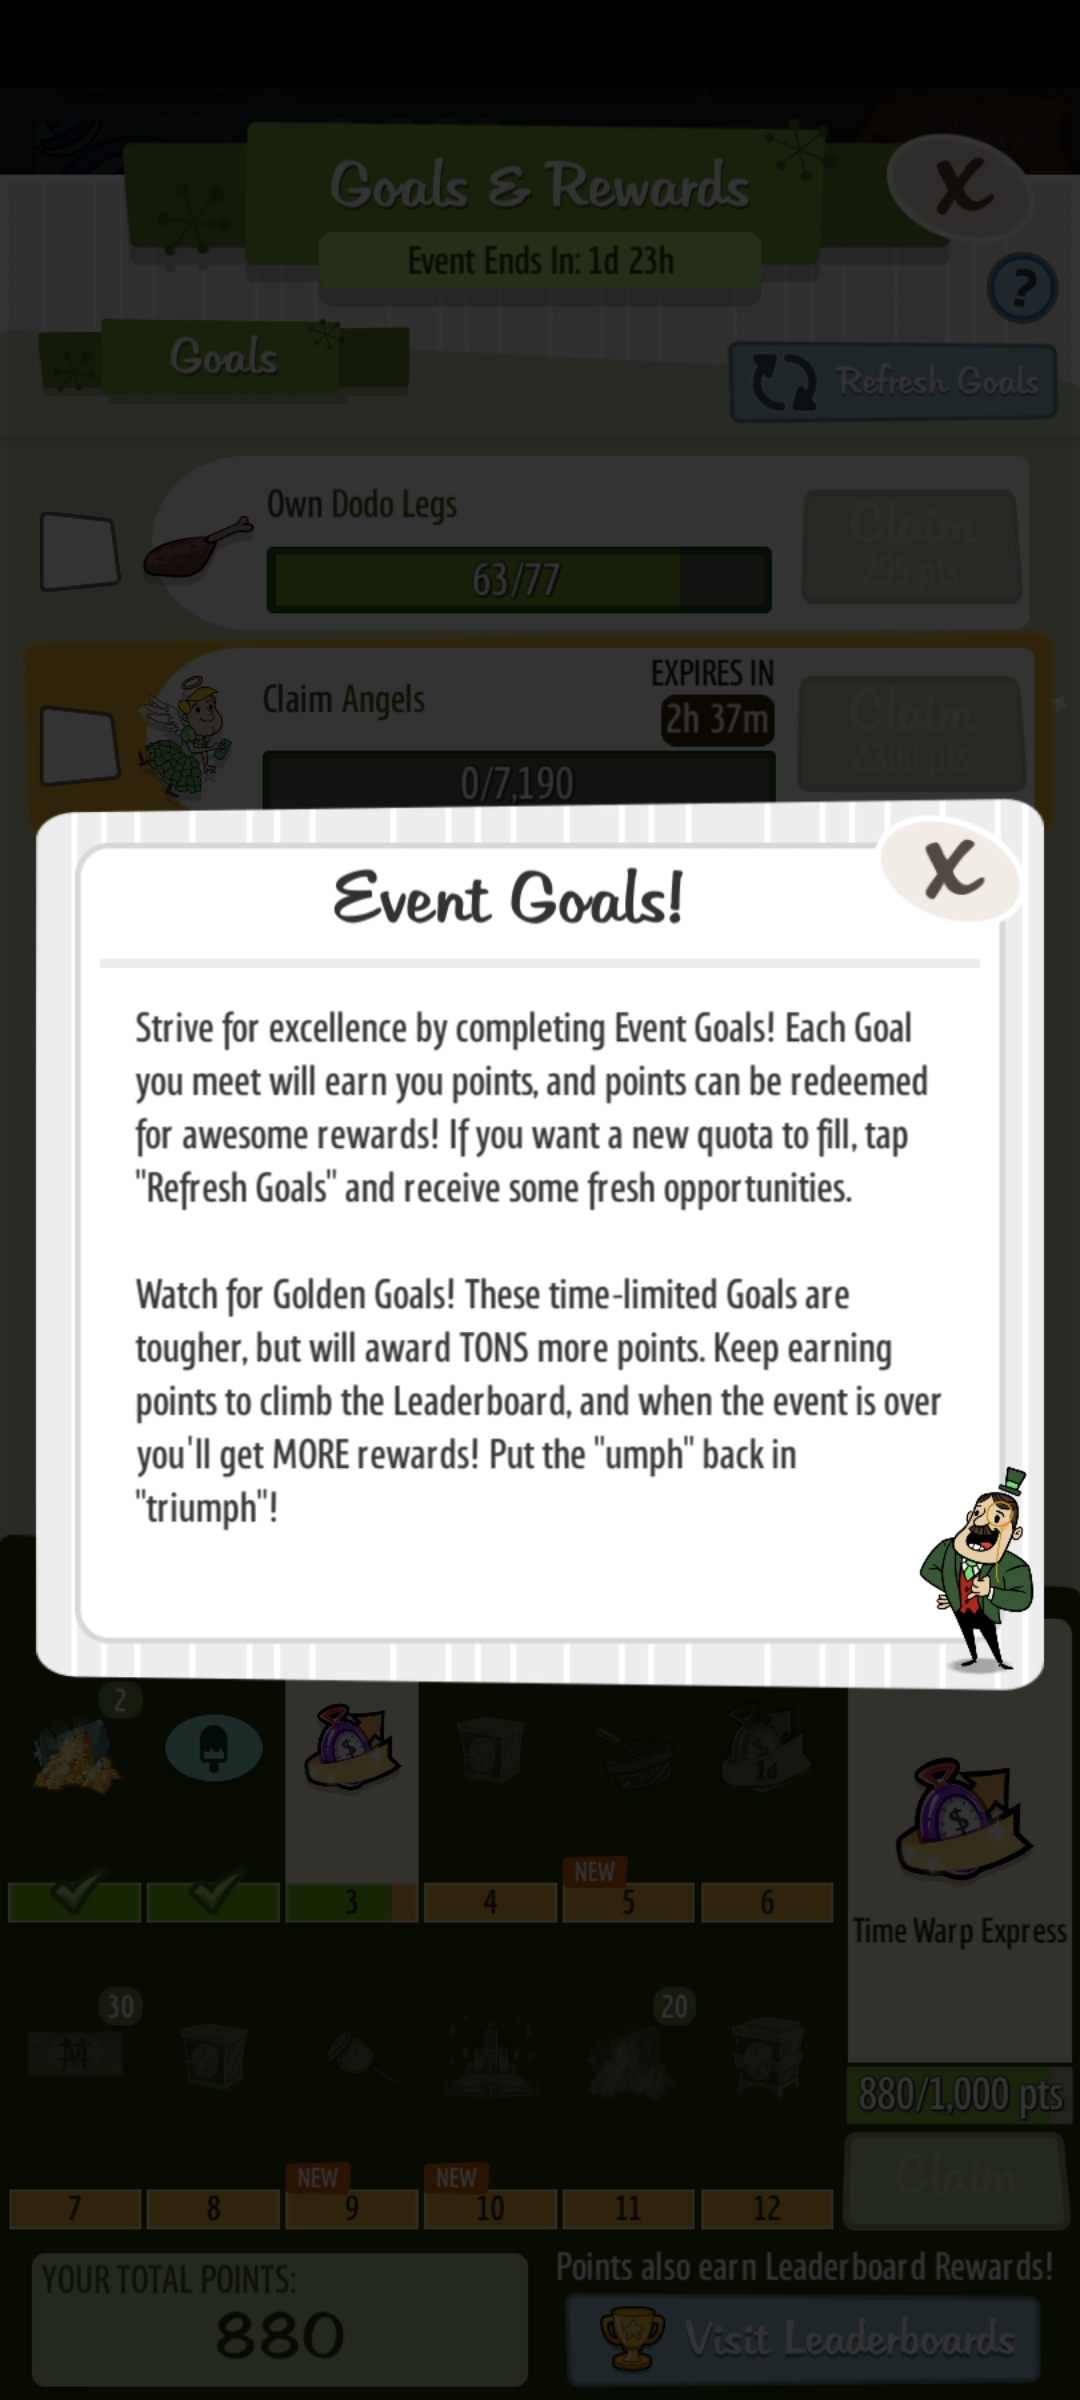 Goals & Rewards
Event Ends In: 1d 23h
?
Goals
Refresh Goals
Own Dodo Legs
63/77
Claim
295 pts
Claim Angels
EXPIRES IN
2h 37m
0/7,190
Claim
2300 pts
Event Goals!
X
Strive for excellence by completing Event Goals! Each Goal
you meet will earn you points, and points can be redeemed
for awesome rewards! If you want a new quota to fill, tap
"Refresh Goals" and receive some fresh opportunities.
Watch for Golden Goals! These time-limited Goals are
tougher, but will award TONS more points. Keep earning
points to climb the Leaderboard, and when the event is over
you'll get MORE rewards! Put the "umph" back in
"triumph"!
2
1d
NEW
3
4
5
6
Time Warp Express
30
20
880/1,000 pts
Claim
NEW
NEW
7
8
9
10
11
12
YOUR TOTAL POINTS:
880
Points also earn Leaderboard Rewards!
Visit Leaderboards